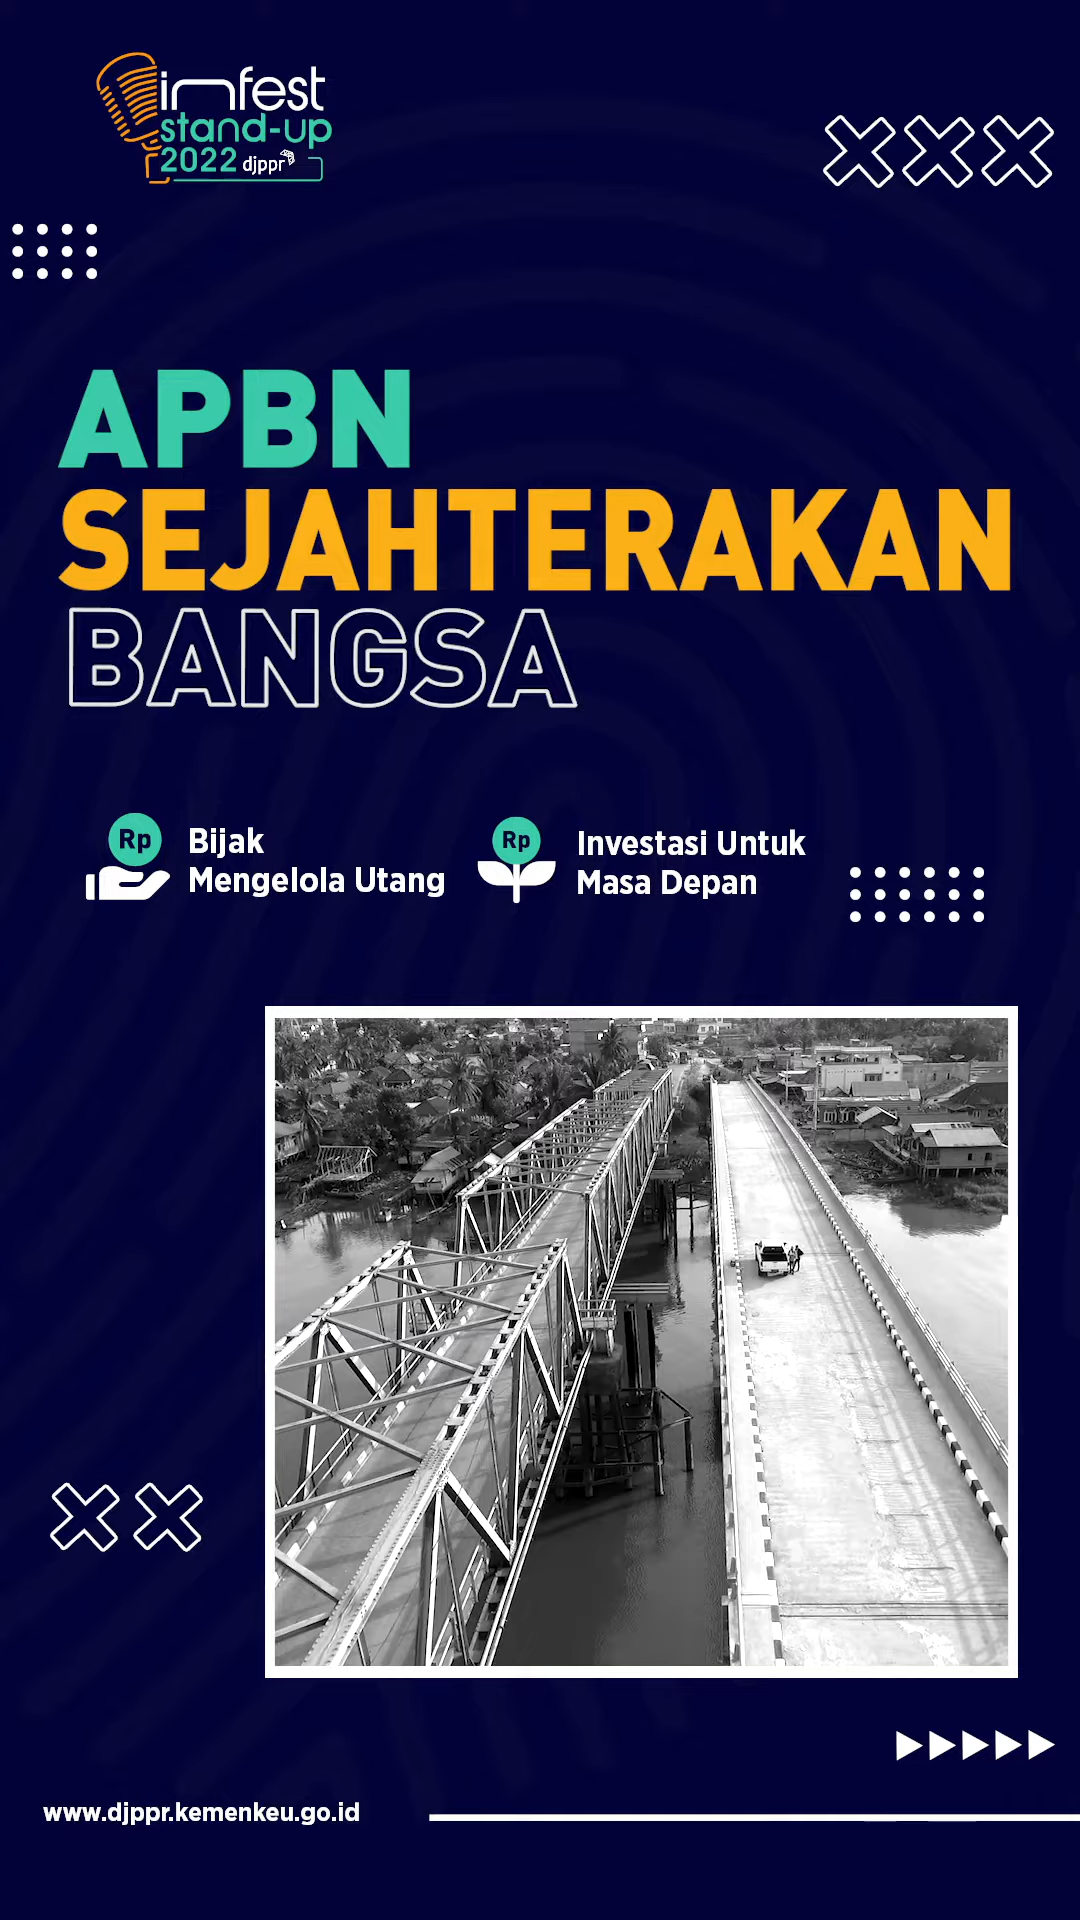 imfest
stand-up
2022 djppr
APBN
SEJAHTERAKAN
BANGSA
Rp
Bijak
Mengelola Utang
Rp
Investasi Untuk
Masa Depan
www.djppr.kemenkeu.go.id